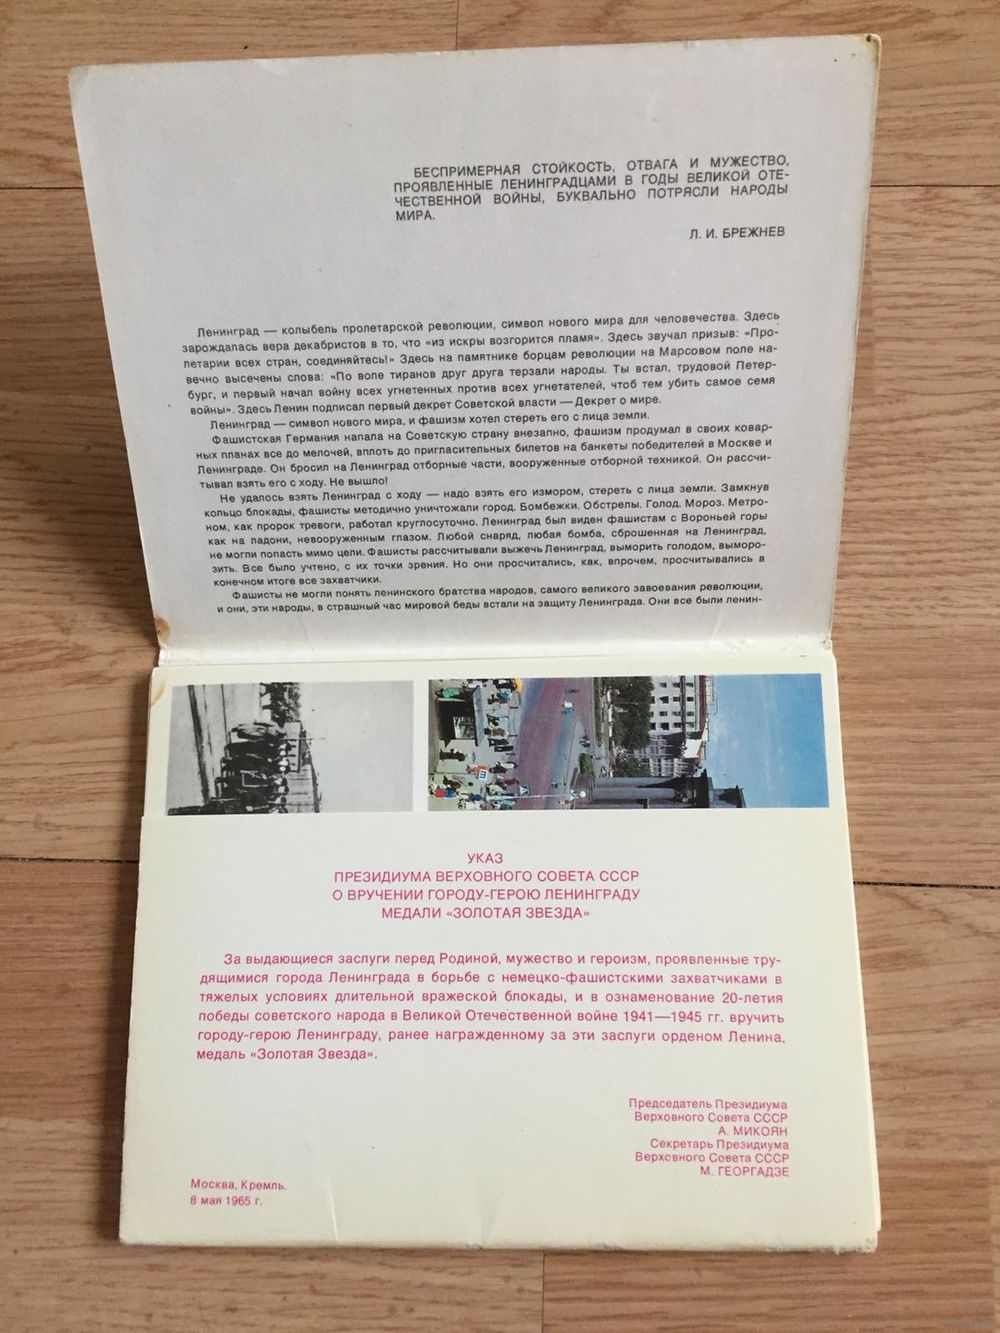 БЕСПРИМЕРНАЯ СТОЙКОСТЬ, ОТВАГА И МУЖЕСТВО,
ПРОЯВЛЕННЫЕ ЛЕНИНГРАДЦАМИ В ГОДЫ ВЕЛИКОЙ ОТЕ-
ЧЕСТВЕННОЙ ВОЙНЫ, БУКВАЛЬНО ПОТРЯСЛИ НАРОДЫ
МИРА.
Л. И. БРЕЖНЕВ
Ленинград — колыбель пролетарской революции, символ нового мира для человечества. Здесь
зарождалась вера декабристов в то, что «из искры возгорится пламя». Здесь звучал призыв: «Про-
летарии всех стран, соединяйтесь!» Здесь на памятнике борцам революции на Марсовом поле на-
вечно высечены слова: «По воле тиранов друг друга терзали народы. Ты встал, трудовой Петер-
бург, и первый начал войну всех угнетенных против всех угнетателей, чтоб тем убить самое семя
войны». Здесь Ленин подписал первый декрет Советской власти — Декрет о мире.
Ленинград — символ нового мира, и фашизм хотел стереть его с лица земли.
Фашистская Германия напала на Советскую страну внезапно, фашизм продумал в своих ковар-
ных планах все до мелочей, вплоть до пригласительных билетов на банкеты победителей в Москве и
Ленинграде. Он бросил на Ленинград отборные части, вооруженные отборной техникой. Он рассчи-
тывал взять его с ходу. Не вышло!
Не удалось взять Ленинград с ходу — надо взять его измором, стереть с лица земли. Замкнув
кольцо блокады, фашисты методично уничтожали город. Бомбежки. Обстрелы. Голод. Мороз. Метро-
ном, как пророк тревоги, работал круглосуточно. Ленинград был виден фашистам с Вороньей горы
как на ладони, невооруженным глазом. Любой снаряд, любая бомба, сброшенная на Ленинград,
не могли попасть мимо цели. Фашисты рассчитывали выжечь Ленинград, выморить голодом, выморо-
зить. Все было учтено, с их точки зрения. Но они просчитались, как, впрочем, просчитывались в
конечном итоге все захватчики.
Фашисты не могли понять ленинского братства народов, самого великого завоевания революции,
и они, эти народы, в страшный час мировой беды встали на защиту Ленинграда. Они все были ленин-
УКАЗ
ПРЕЗИДИУМА ВЕРХОВНОГО СОВЕТА СССР
О ВРУЧЕНИИ ГОРОДУ-ГЕРОЮ ЛЕНИНГРАДУ
МЕДАЛИ «ЗОЛОТАЯ ЗВЕЗДА»
За выдающиеся заслуги перед Родиной, мужество и героизм, проявленные тру-
дящимися города Ленинграда в борьбе с немецко-фашистскими захватчиками в
тяжелых условиях длительной вражеской блокады, и в ознаменование 20-летия
победы советского народа в Великой Отечественной войне 1941—1945 гг. вручить
городу-герою Ленинграду, ранее награжденному за эти заслуги орденом Ленина,
медаль «Золотая Звезда».
Председатель Президиума
Верховного Совета СССР
А. МИКОЯН
Секретарь Президиума
Верховного Совета СССР
М. ГЕОРГАДЗЕ
Москва, Кремль.
8 мая 1965 г.